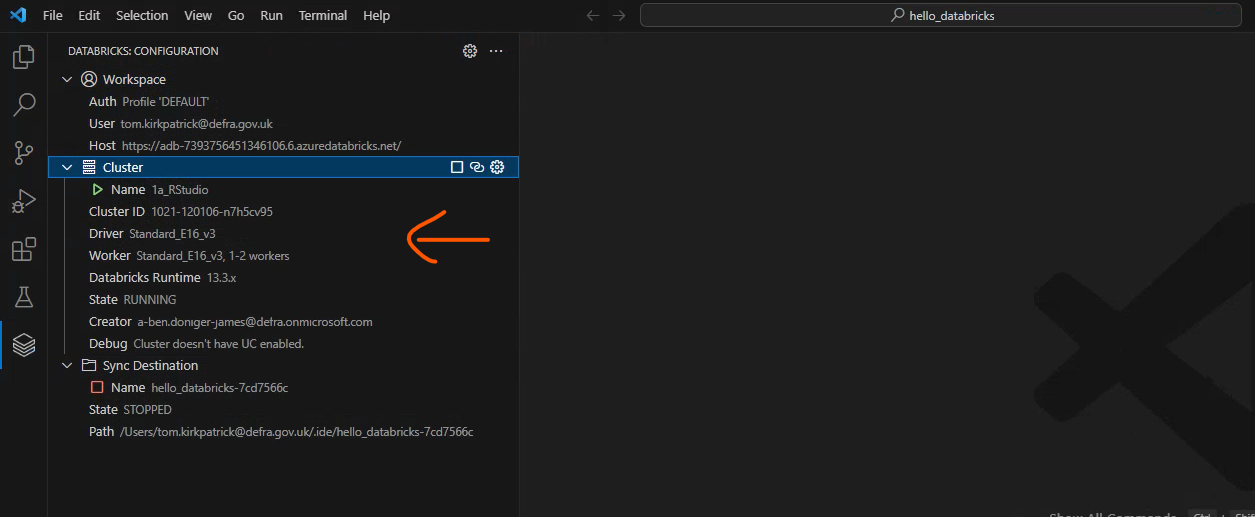 File Edit Selection View Go Run Terminal Help
hello_databricks
DATABRICKS: CONFIGURATION
Workspace
Auth Profile 'DEFAULT'
User tom.kirkpatrick@defra.gov.uk
Host https://adb-7393756451346106.6.azuredatabricks.net/
Cluster
Name 1a_RStudio
Cluster ID 1021-120106-n7h5cv95
Driver Standard_E16_v3
Worker Standard_E16_v3, 1-2 workers
Databricks Runtime 13.3.x
State RUNNING
Creator a-ben.doniger-james@defra.onmicrosoft.com
Debug Cluster doesn't have UC enabled.
Sync Destination
Name hello_databricks-7cd7566c
State STOPPED
Path /Users/tom.kirkpatrick@defra.gov.uk/.ide/hello_databricks-7cd7566c
Show All Commands